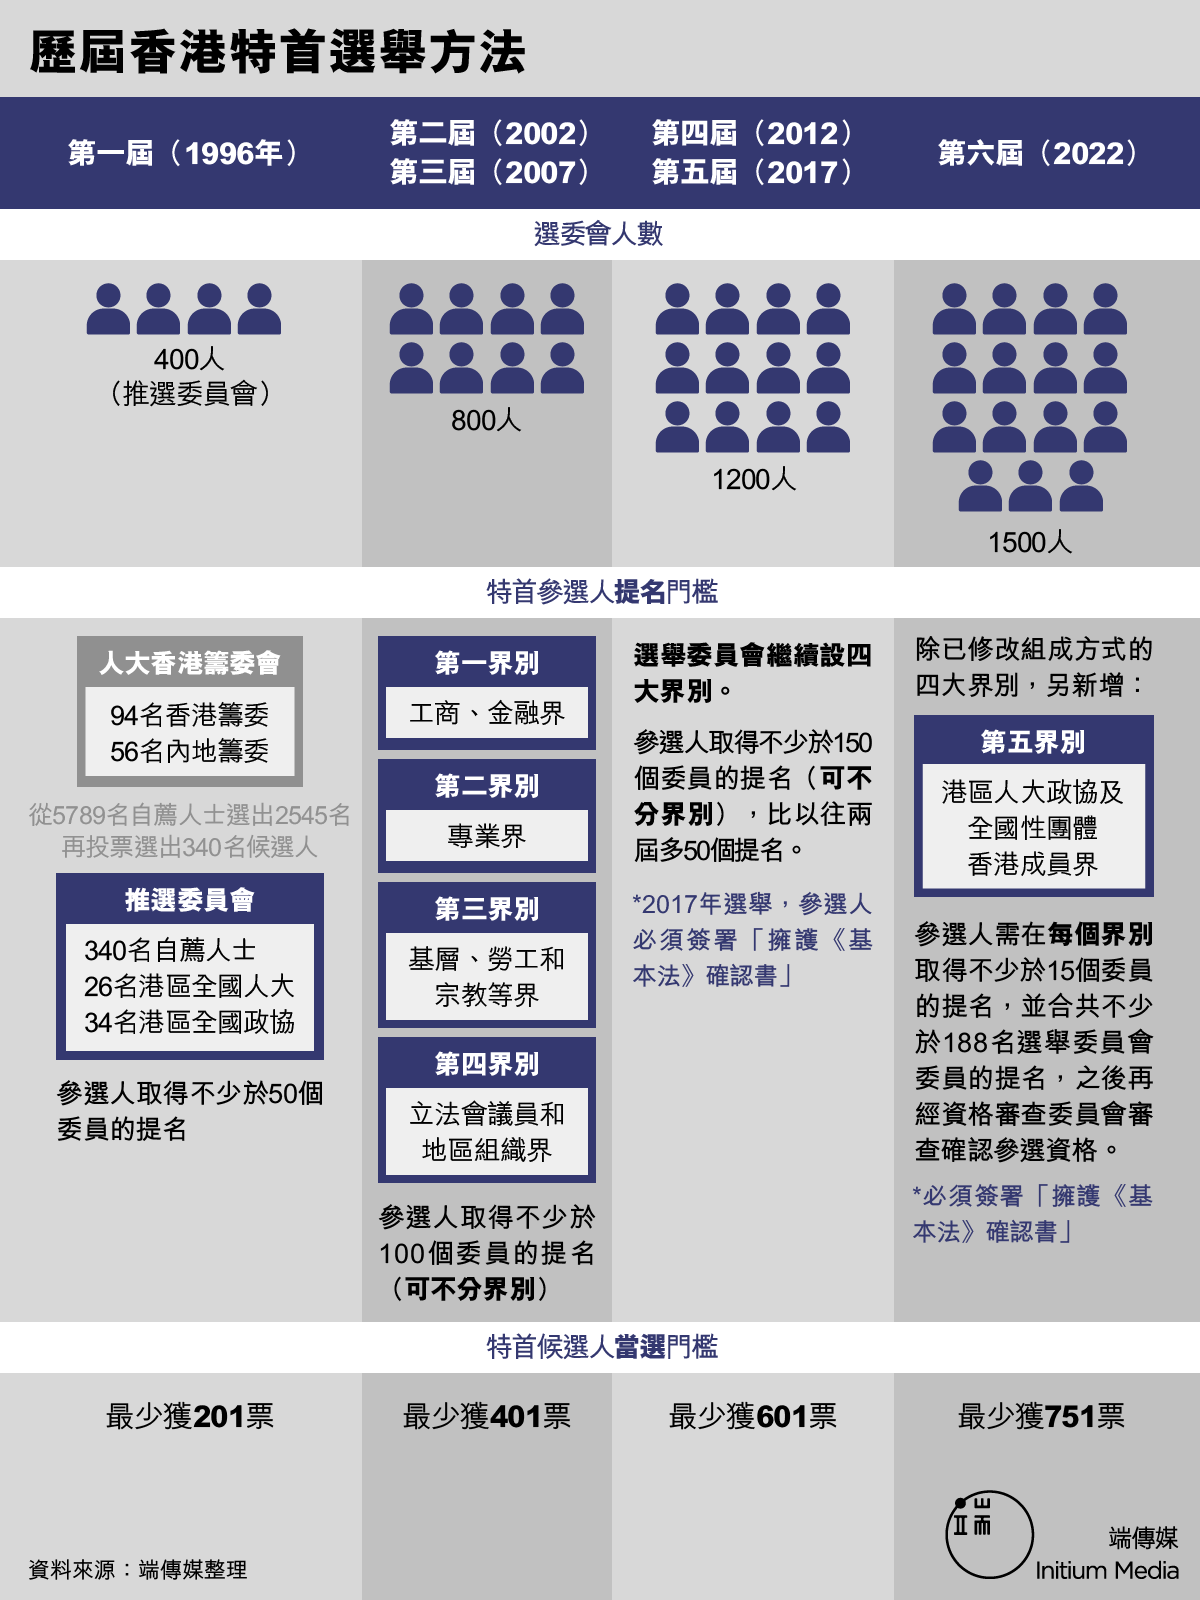 歷屆香港特首選舉方法
第一屆（1996年）
第二屆（2002）
第三屆（2007）
第四屆（2012）
第五屆（2017）
第六屆（2022）
選委會人數
400人
（推選委員會）
800人
1200人
1500人
特首參選人提名門檻
人大香港籌委會
94名香港籌委
56名內地籌委
從5789名自薦人士選出2545名
再投票選出340名候選人
推選委員會
340名自薦人士
26名港區全國人大
34名港區全國政協
參選人取得不少於50個
委員的提名
第一界別
工商、金融界
第二界別
專業界
第三界別
基層、勞工和
宗教等界
第四界別
立法會議員和
地區組織界
參選人取得不少於
100個委員的提名
（可不分界別）
選舉委員會繼續設四
大界別。
參選人取得不少於150
個委員的提名（可不
分界別），比以往兩
屆多50個提名。
*2017年選舉，參選人
必須簽署「擁護《基
本法》確認書」
除已修改組成方式的
四大界別，另新增：
第五界別
港區人大政協及
全國性團體
香港成員界
參選人需在每個界別
取得不少於15個委員
的提名，並合共不少
於188名選舉委員會
委員的提名，之後再
經資格審查委員會審
查確認參選資格。
*必須簽署「擁護《基
本法》確認書」
特首候選人當選門檻
最少獲201票
最少獲401票
最少獲601票
最少獲751票
資料來源：端傳媒整理
端
端傳媒
Initium Media